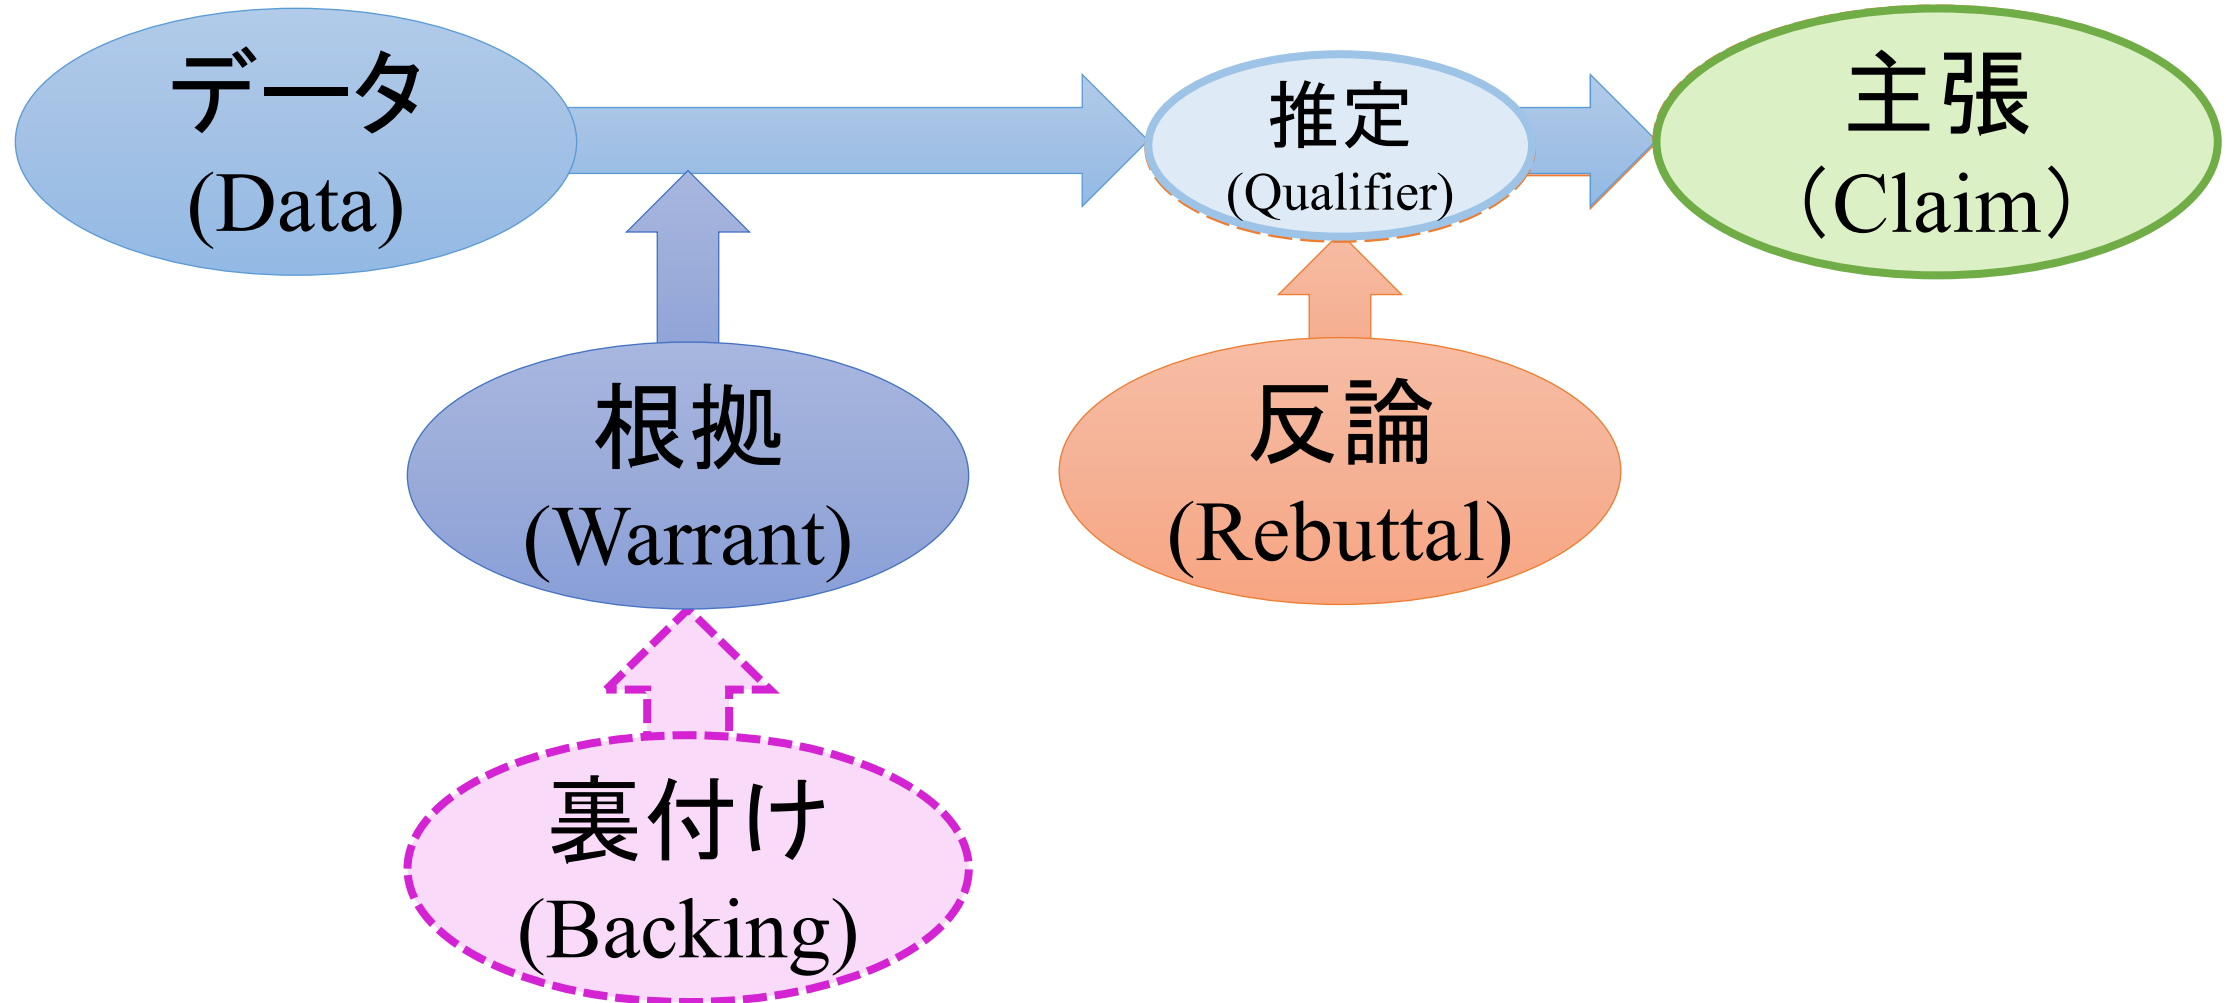 データ
(Data)
推定
(Qualifier)
主張
（Claim）
根拠
(Warrant)
反論
(Rebuttal)
裏付け
(Backing)